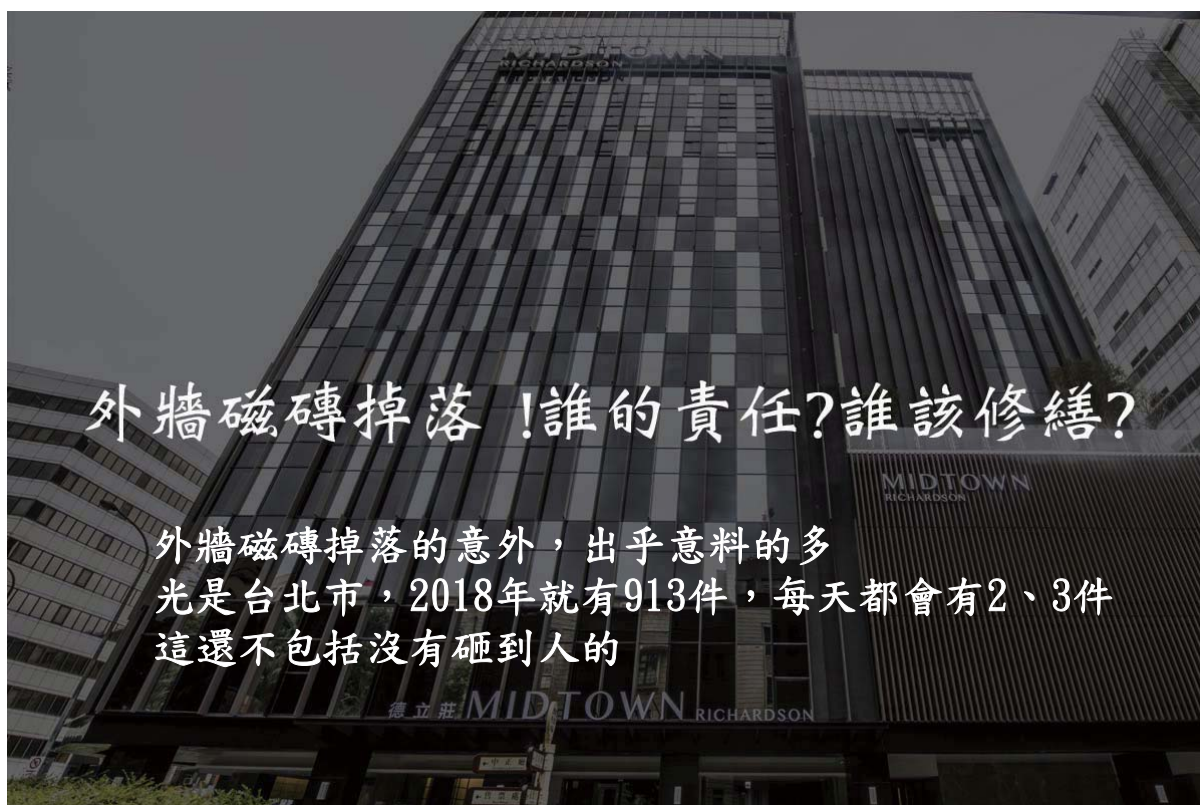 MIDTOWN
RICHARDSON
外牆磁磚掉落 !誰的責任?誰該修繕?
MIDTOWN
RICHARDSON
外牆磁磚掉落的意外，出乎意料的多
光是台北市，2018年就有913件，每天都會有2、3件
這還不包括沒有砸到人的
德立莊 MIDTOWN RICHARDSON